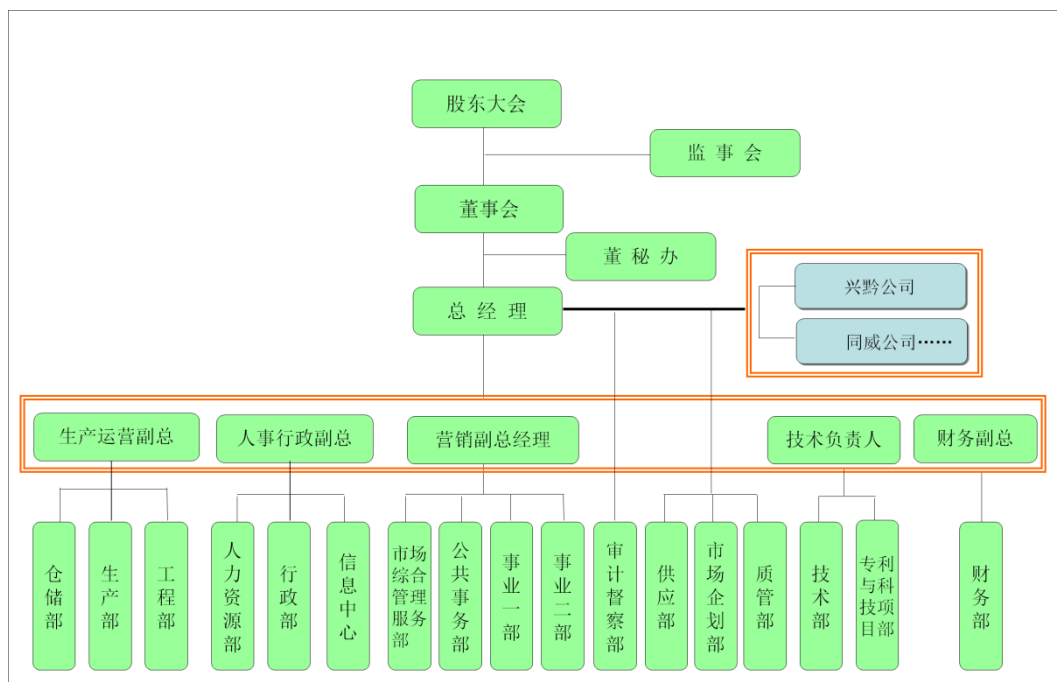 股东大会
监 事 会
董事会
董 秘 办
总 经 理
兴黔公司
同威公司……
生产运营副总
人事行政副总
营销副总经理
技术负责人
财务副总
仓储部
生产部
工程部
人力资源部
行政部
信息中心
市场综合管理服务部
公共事务部
事业一部
事业二部
审计督察部
供应部
市场企划部
质管部
技术部
专利与科技项目部
财务部